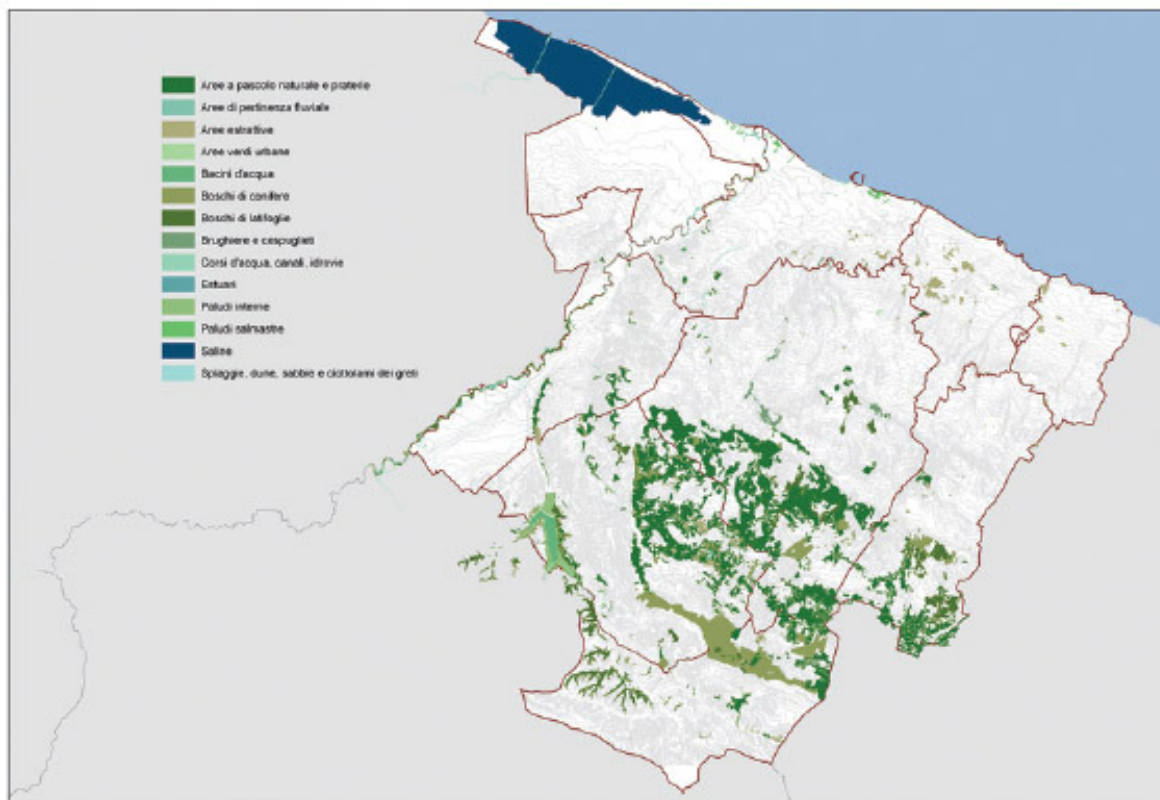 Aree a pascolo naturale e praterie
Aree di pertinenza fluviale
Aree estrattive
Aree verdi urbane
Bacini d'acqua
Boschi di conifere
Boschi di latifoglie
Brughiere e cespuglieti
Corsi d'acqua, canali, idrovie
Estuari
Paludi interne
Paludi salmastre
Saline
Spiagge, dune, sabbie e ciottolami dei greti